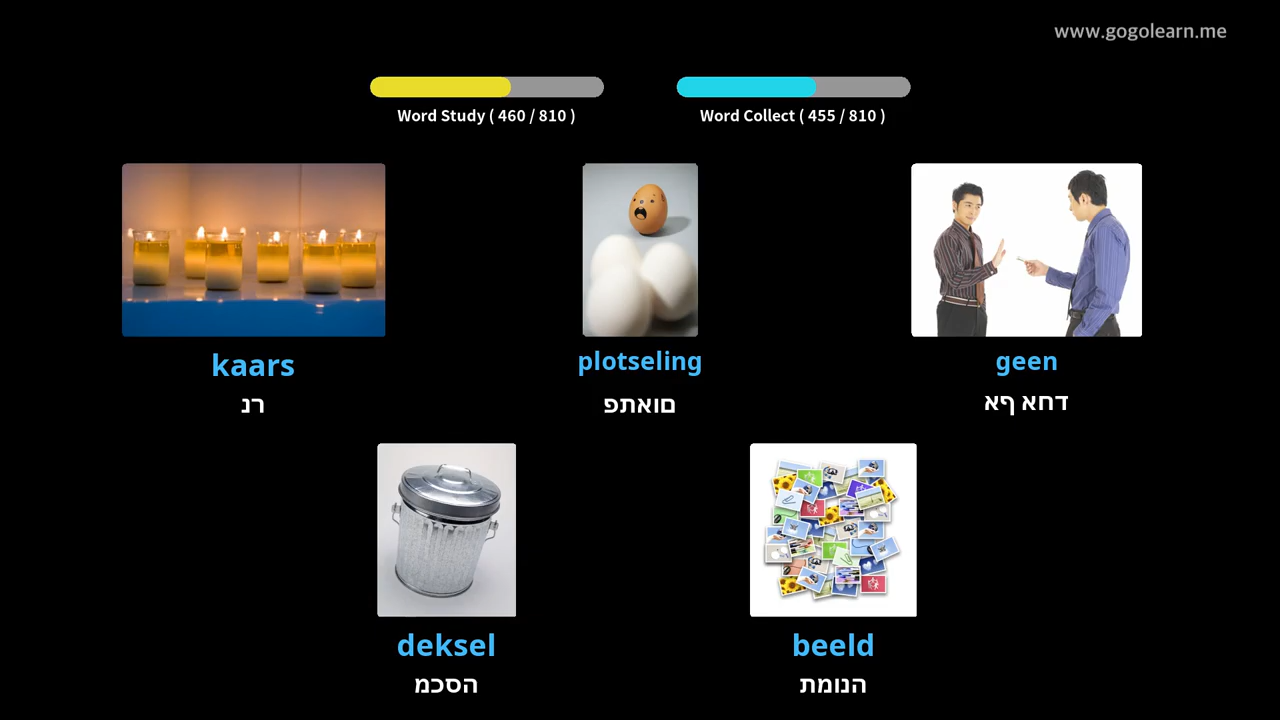 www.gogolearn.me
Word Study ( 460 / 810 )
Word Collect ( 455 / 810 )
kaars
נר
plotseling
פתאום
geen
אף אחד
deksel
מכסה
beeld
תמונה